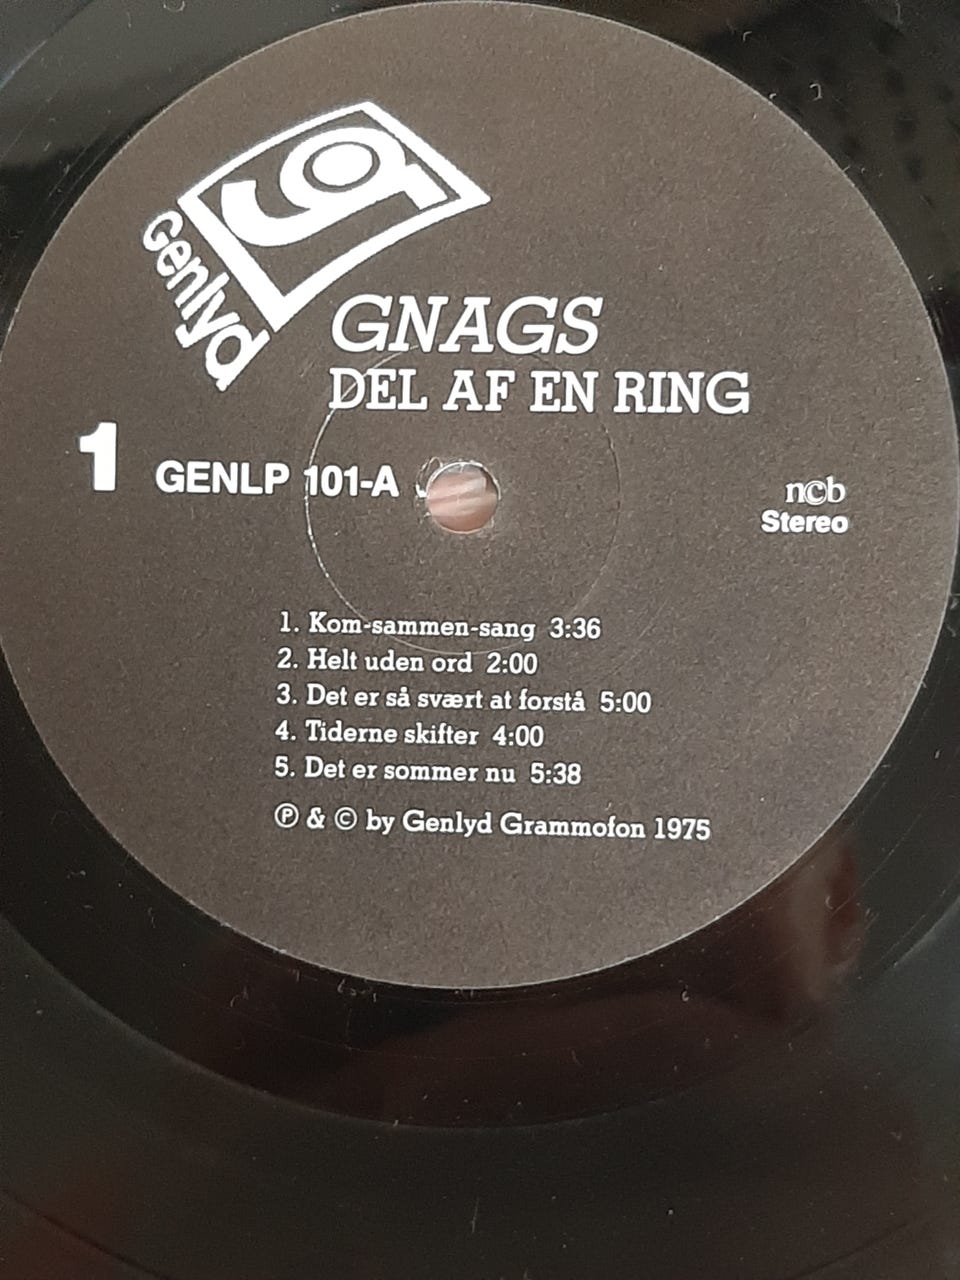 g
Genlyd
GNAGS
DEL AF EN RING
1
GENLP 101-A
ncb
Stereo
1. Kom-sammen-sang 3:36
2. Helt uden ord 2:00
3. Det er så svært at forstå 5:00
4. Tiderne skifter 4:00
5. Det er sommer nu 5:38
℗ & © by Genlyd Grammofon 1975